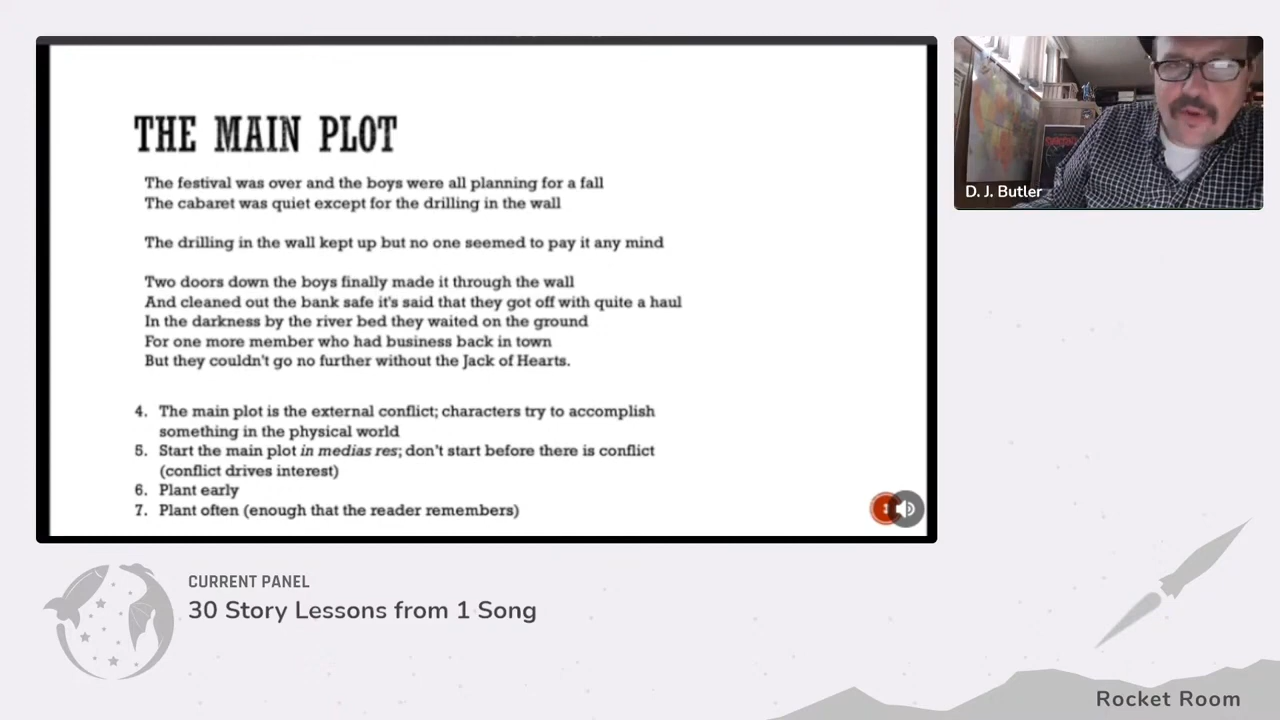 THE MAIN PLOT
The festival was over and the boys were all planning for a fall
The cabaret was quiet except for the drilling in the wall
The drilling in the wall kept up but no one seemed to pay it any mind
Two doors down the boys finally made it through the wall
And cleaned out the bank safe it's said that they got off with quite a haul
In the darkness by the river bed they waited on the ground
For one more member who had business back in town
But they couldn't go no further without the Jack of Hearts.
4. The main plot is the external conflict; characters try to accomplish
something in the physical world
5. Start the main plot in medias res; don't start before there is conflict
(conflict drives interest)
6. Plant early
7. Plant often (enough that the reader remembers)
D. J. Butler
CURRENT PANEL
30 Story Lessons from 1 Song
Rocket Room